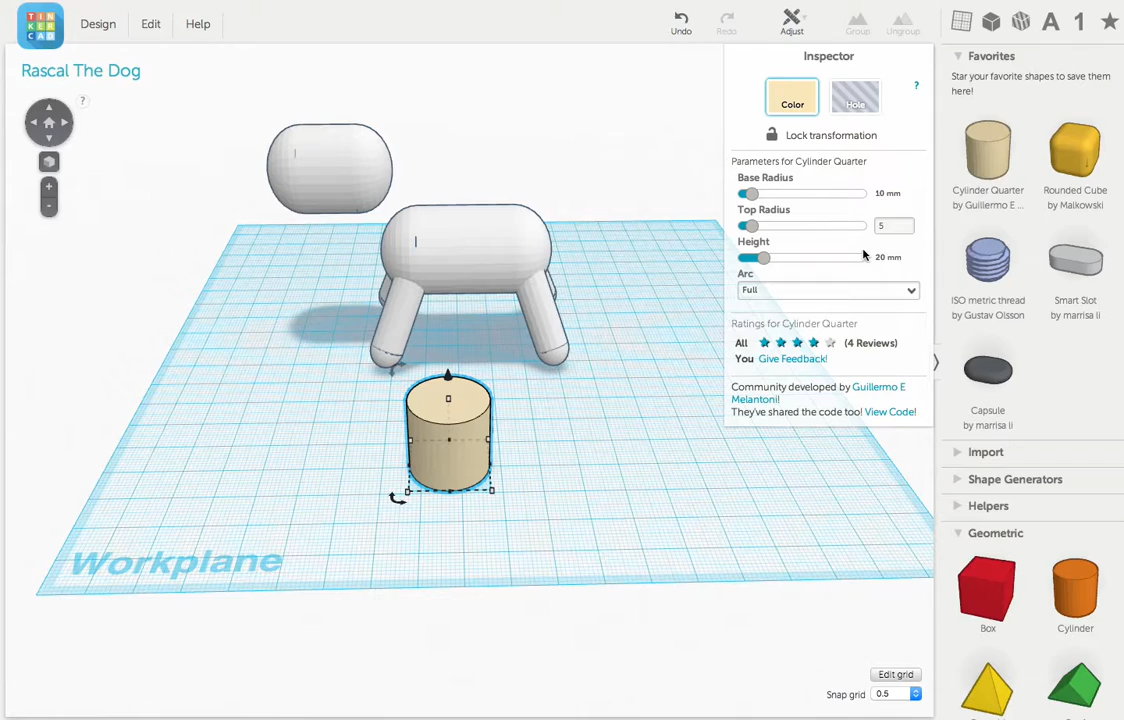 TIN
KER
CAD
Design
Edit
Help
Undo
Redo
Adjust
Group
Ungroup
A
1
Rascal The Dog
?
Inspector
Color
Hole
?
Lock transformation
Parameters for Cylinder Quarter
Base Radius
10 mm
Top Radius
5
Height
20 mm
Arc
Full
Ratings for Cylinder Quarter
All
(4 Reviews)
You Give Feedback!
Community developed by Guillermo E
Melantoni!
They've shared the code too! View Code!
Workplane
Edit grid
Snap grid
0.5
Favorites
Star your favorite shapes to save them
here!
Cylinder Quarter
by Guillermo E ...
Rounded Cube
by Malkowski
ISO metric thread
by Gustav Olsson
Smart Slot
by marrisa li
Capsule
by marrisa li
Import
Shape Generators
Helpers
Geometric
Box
Cylinder